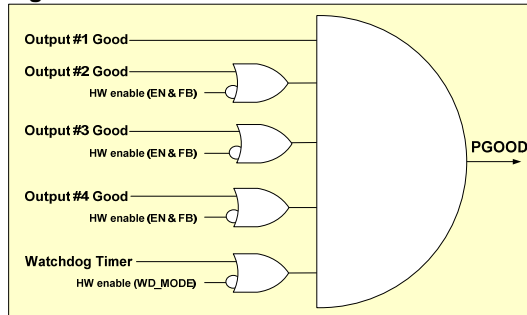 Output #1 Good
Output #2 Good
HW enable (EN & FB)
Output #3 Good
HW enable (EN & FB)
PGOOD
Output #4 Good
HW enable (EN & FB)
Watchdog Timer
HW enable (WD_MODE)